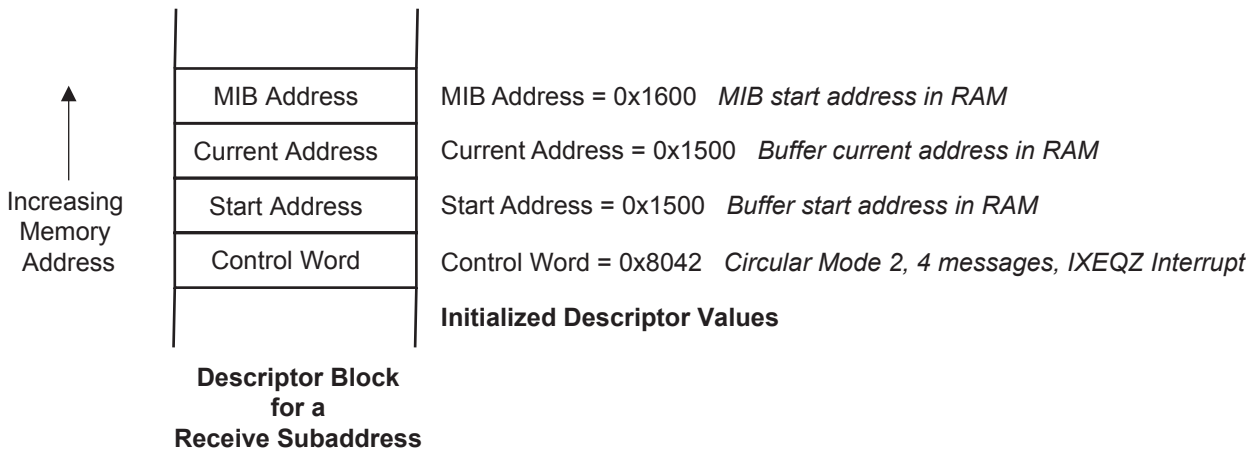 MIB Address MIB Address = 0x1600 MIB start address in RAM
Current Address Current Address = 0x1500 Buffer current address in RAM
Increasing
Memory
Address
Start Address Start Address = 0x1500 Buffer start address in RAM
Control Word Control Word = 0x8042 Circular Mode 2, 4 messages, IXEQZ Interrupt
Initialized Descriptor Values
Descriptor Block
for a
Receive Subaddress